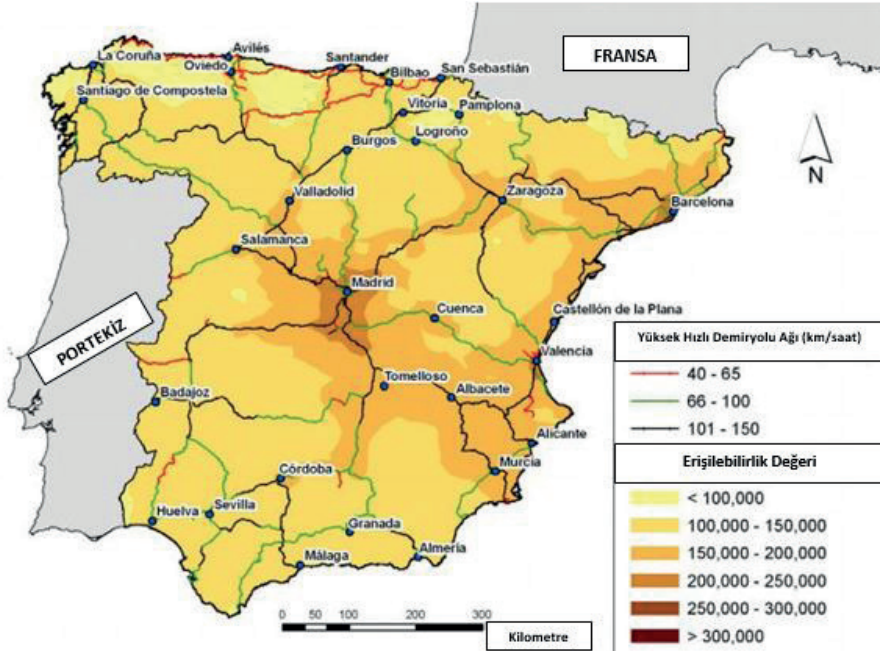 FRANSA
La Coruña
Avilés
Oviedo
Santander
Bilbao
San Sebastián
Santiago de Compostela
Vitoria
Pamplona
Logroño
Burgos
N
Valladolid
Zaragoza
Barcelona
Salamanca
Madrid
Cuenca
Castellón de la Plana
PORTEKİZ
Valencia
Tomelloso
Albacete
Badajoz
Alicante
Murcia
Córdoba
Huelva
Sevilla
Granada
Málaga
Almería
Yüksek Hızlı Demiryolu Ağı (km/saat)
40 - 65
66 - 100
101 - 150
Erişilebilirlik Değeri
< 100,000
100,000 - 150,000
150,000 - 200,000
200,000 - 250,000
250,000 - 300,000
> 300,000
0 50 100 200 300
Kilometre